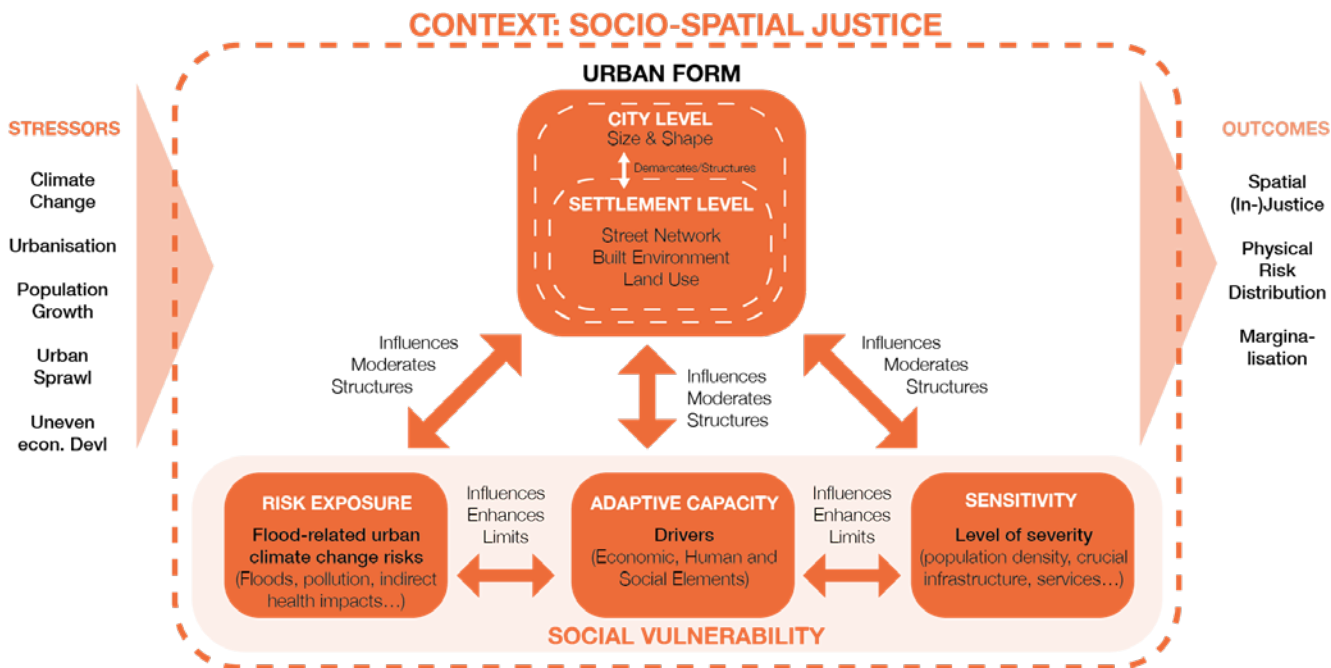 CONTEXT: SOCIO-SPATIAL JUSTICE
STRESSORS
Climate
Change
Urbanisation
Population
Growth
Urban
Sprawl
Uneven
econ. Devl
URBAN FORM
CITY LEVEL
Size & Shape
Demarcates/Structures
SETTLEMENT LEVEL
Street Network
Built Environment
Land Use
Influences
Moderates
Structures
Influences
Moderates
Structures
Influences
Moderates
Structures
RISK EXPOSURE
Flood-related urban
climate change risks
(Floods, pollution, indirect
health impacts...)
Influences
Enhances
Limits
ADAPTIVE CAPACITY
Drivers
(Economic, Human and
Social Elements)
Influences
Enhances
Limits
SENSITIVITY
Level of severity
(population density, crucial
infrastructure, services...)
SOCIAL VULNERABILITY
OUTCOMES
Spatial
(In-)Justice
Physical
Risk
Distribution
Margina-
lisation